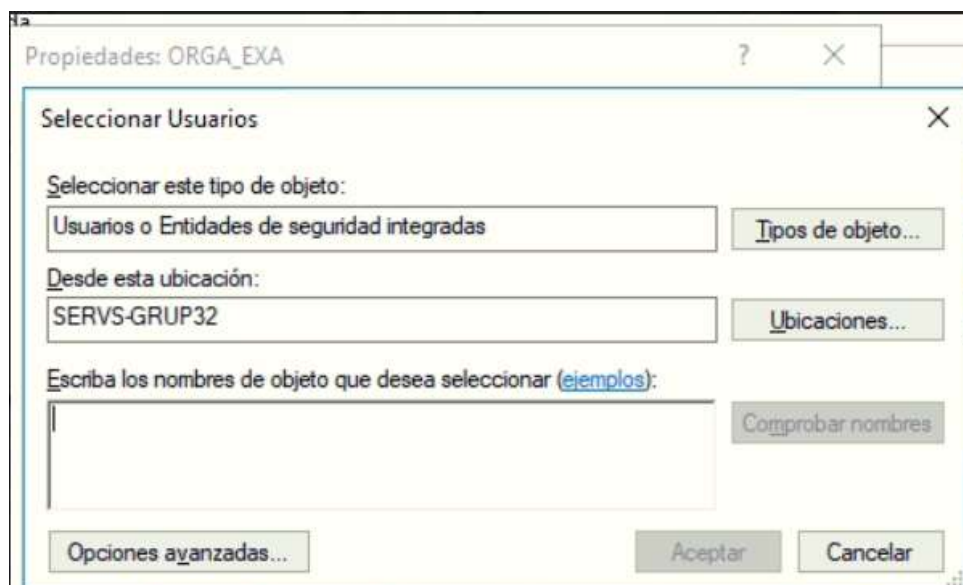 da
Propiedades: ORGA_EXA ?
Seleccionar Usuarios
Seleccionar este tipo de objeto:
Usuarios o Entidades de seguridad integradas Tipos de objeto...
Desde esta ubicación:
SERVS-GRUP32 Ubicaciones...
Escriba los nombres de objeto que desea seleccionar (ejemplos):
Comprobar nombres
Opciones avanzadas... Aceptar Cancelar